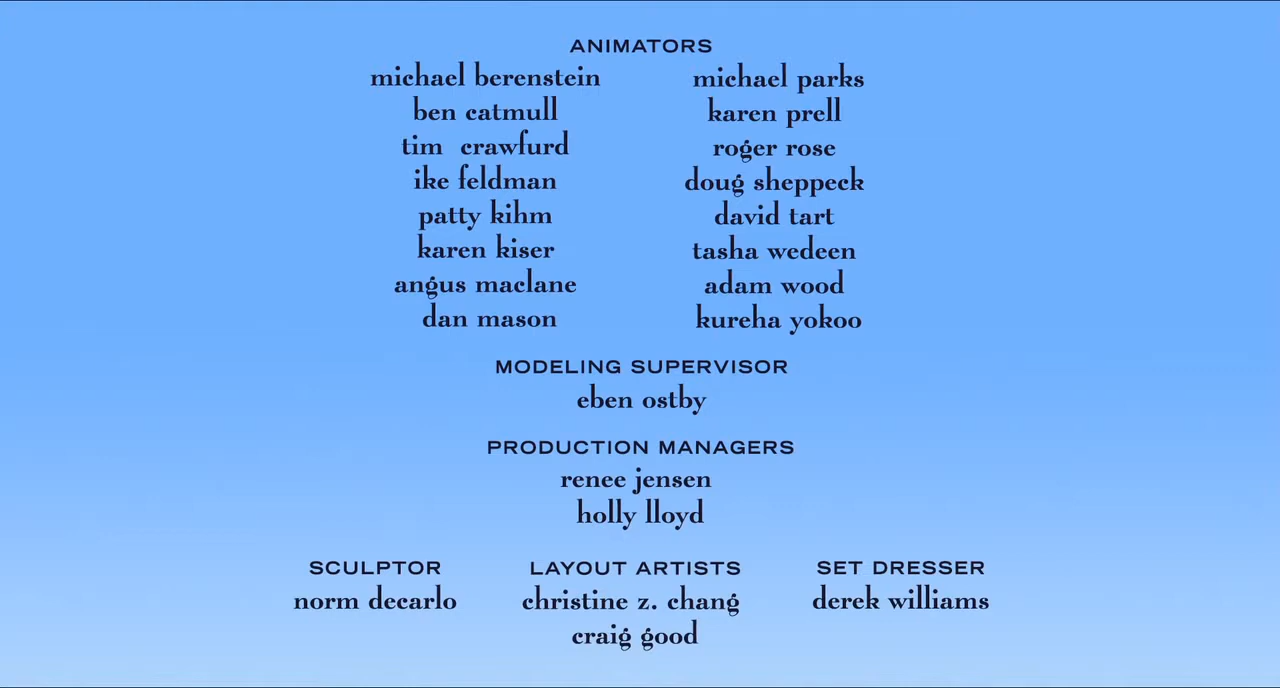 ANIMATORS
michael berenstein
ben catmull
tim crawfurd
ike feldman
patty kihm
karen kiser
angus maclane
dan mason
michael parks
karen prell
roger rose
doug sheppeck
david tart
tasha wedeen
adam wood
kureha yokoo
MODELING SUPERVISOR
eben ostby
PRODUCTION MANAGERS
renee jensen
holly lloyd
SCULPTOR
norm decarlo
LAYOUT ARTISTS
christine z. chang
craig good
SET DRESSER
derek williams